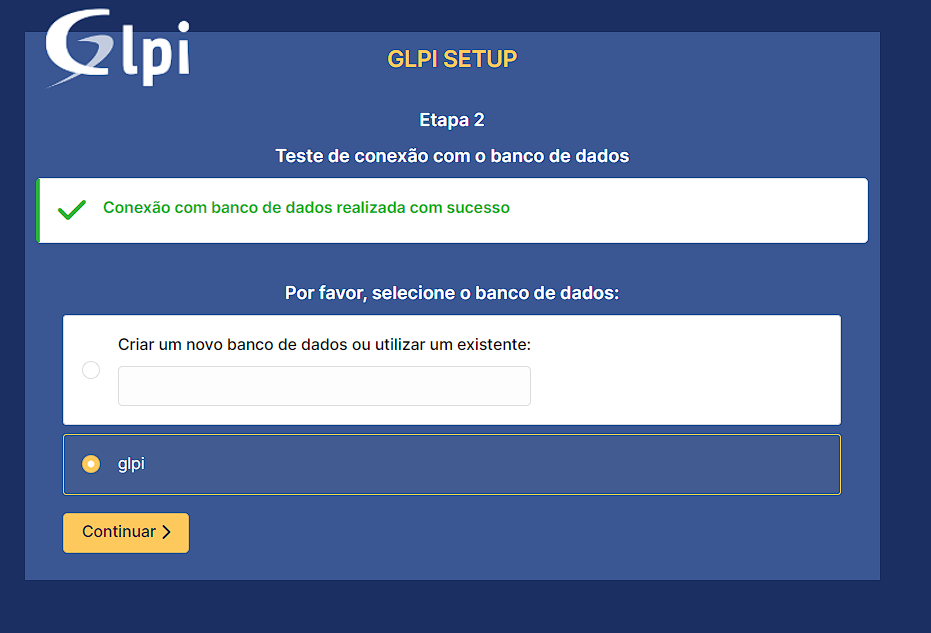 Glpi
GLPI SETUP
Etapa 2
Teste de conexão com o banco de dados
Conexão com banco de dados realizada com sucesso
Por favor, selecione o banco de dados:
Criar um novo banco de dados ou utilizar um existente:
glpi
Continuar